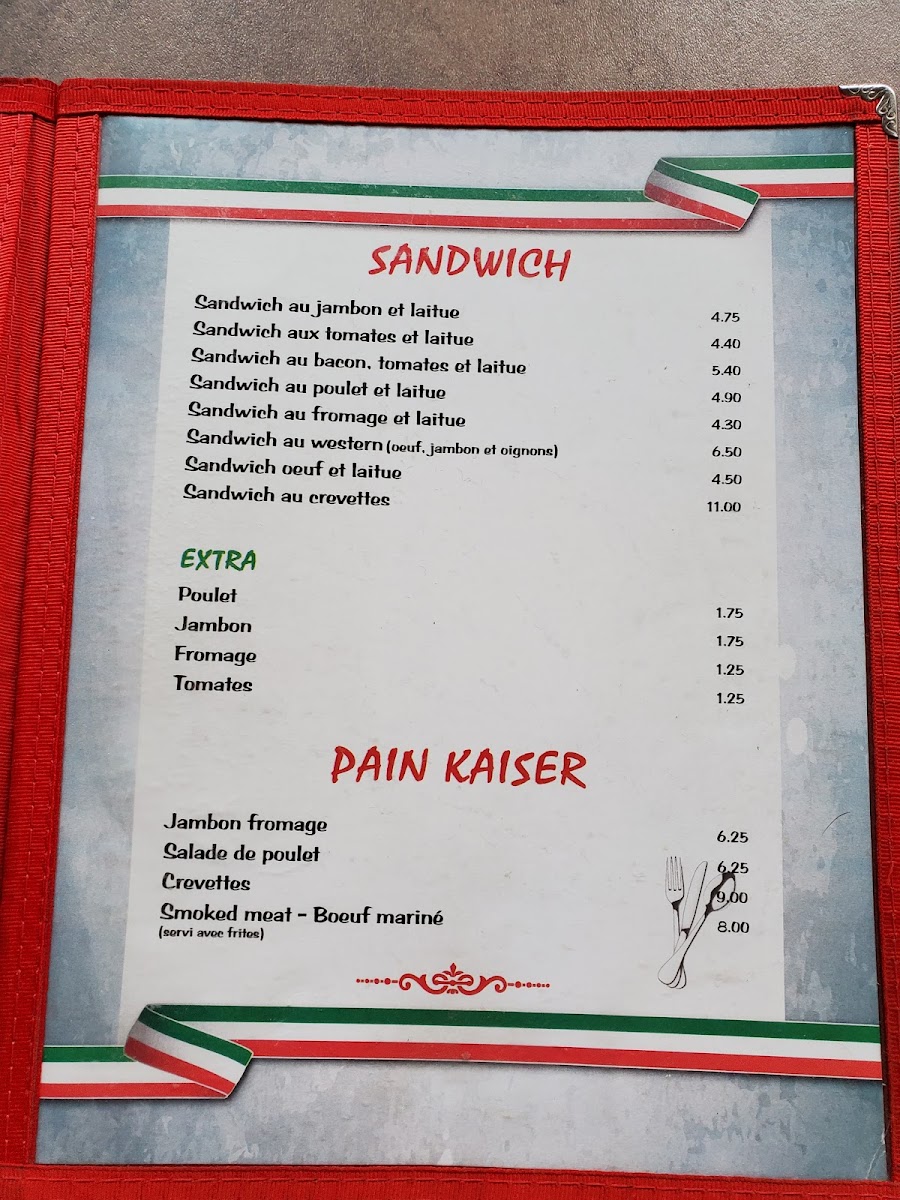 SANDWICH
Sandwich au jambon et laitue 4.75
Sandwich aux tomates et laitue 4.40
Sandwich au bacon, tomates et laitue 5.40
Sandwich au poulet et laitue 4.90
Sandwich au fromage et laitue 4.30
Sandwich au western (oeuf, jambon et oignons) 6.50
Sandwich oeuf et laitue 4.50
Sandwich au crevettes 11.00
EXTRA
Poulet 1.75
Jambon 1.75
Fromage 1.25
Tomates 1.25
PAIN KAISER
Jambon fromage 6.25
Salade de poulet 6.25
Crevettes 9.00
Smoked meat - Boeuf mariné 8.00
(servi avec frites)